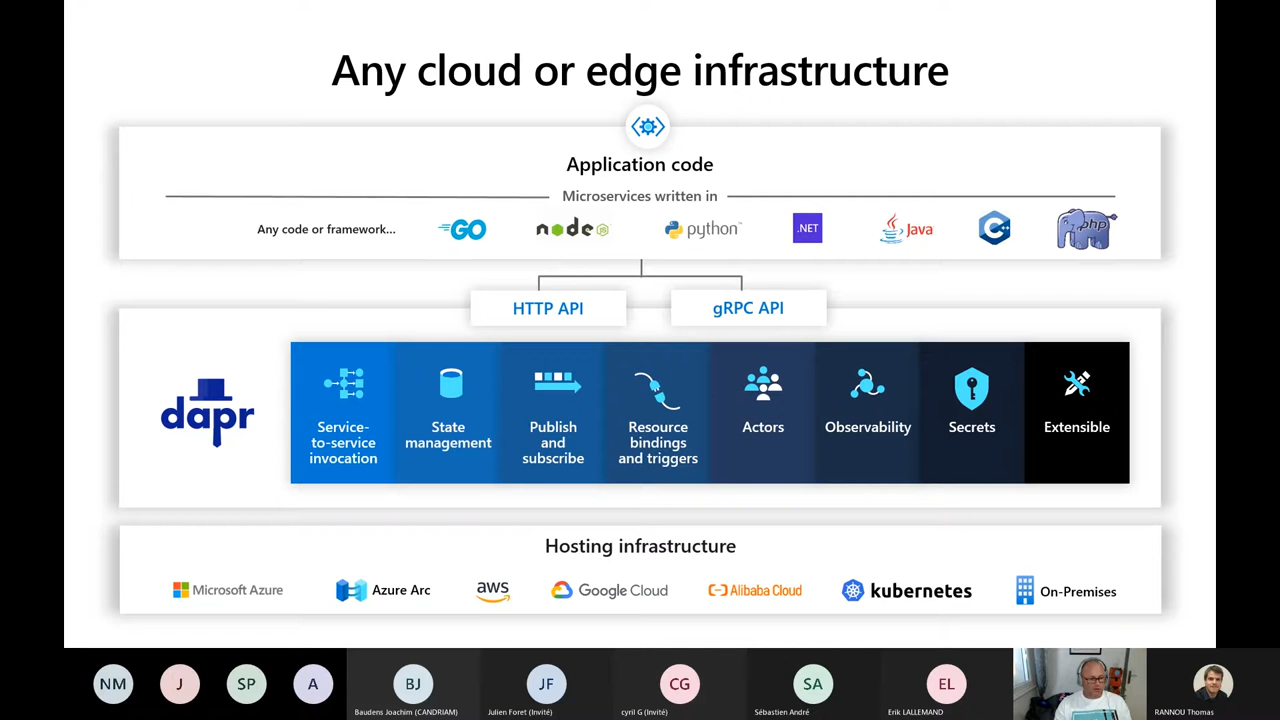 Any cloud or edge infrastructure
Application code
Microservices written in
Any code or framework...
GO
node
JS
python™
.NET
Java
C++
php
HTTP API
gRPC API
dapr
Service-
to-service
invocation
State
management
Publish
and
subscribe
Resource
bindings
and triggers
Actors
Observability
Secrets
Extensible
Hosting infrastructure
Microsoft Azure
Azure Arc
aws
Google Cloud
Alibaba Cloud
kubernetes
On-Premises
NM
J
SP
A
BJ
Baudens Joachim (CANDRIAM)
JF
Julien Foret (Invité)
CG
cyril G (Invité)
SA
Sébastien André
EL
Erik LALLEMAND
RANNOU Thomas